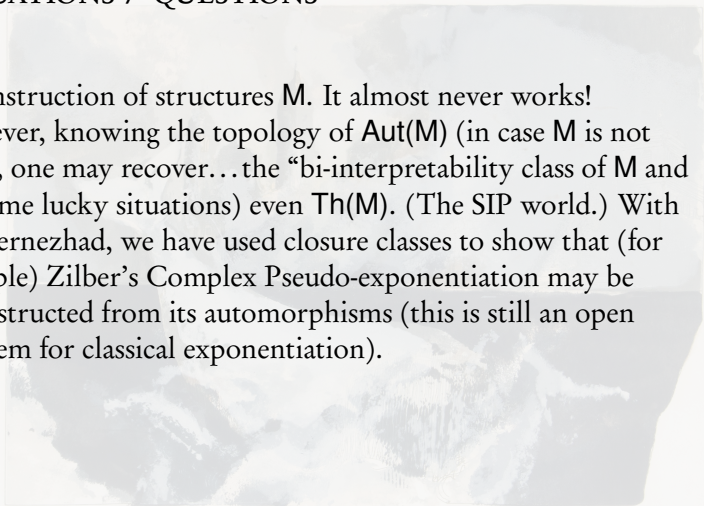 CATIONS / QUESTIONS
nstruction of structures M. It almost never works!
ever, knowing the topology of Aut(M) (in case M is not
, one may recover…the “bi-interpretability class of M and
me lucky situations) even Th(M). (The SIP world.) With
ernezhad, we have used closure classes to show that (for
ple) Zilber’s Complex Pseudo-exponentiation may be
structed from its automorphisms (this is still an open
em for classical exponentiation).